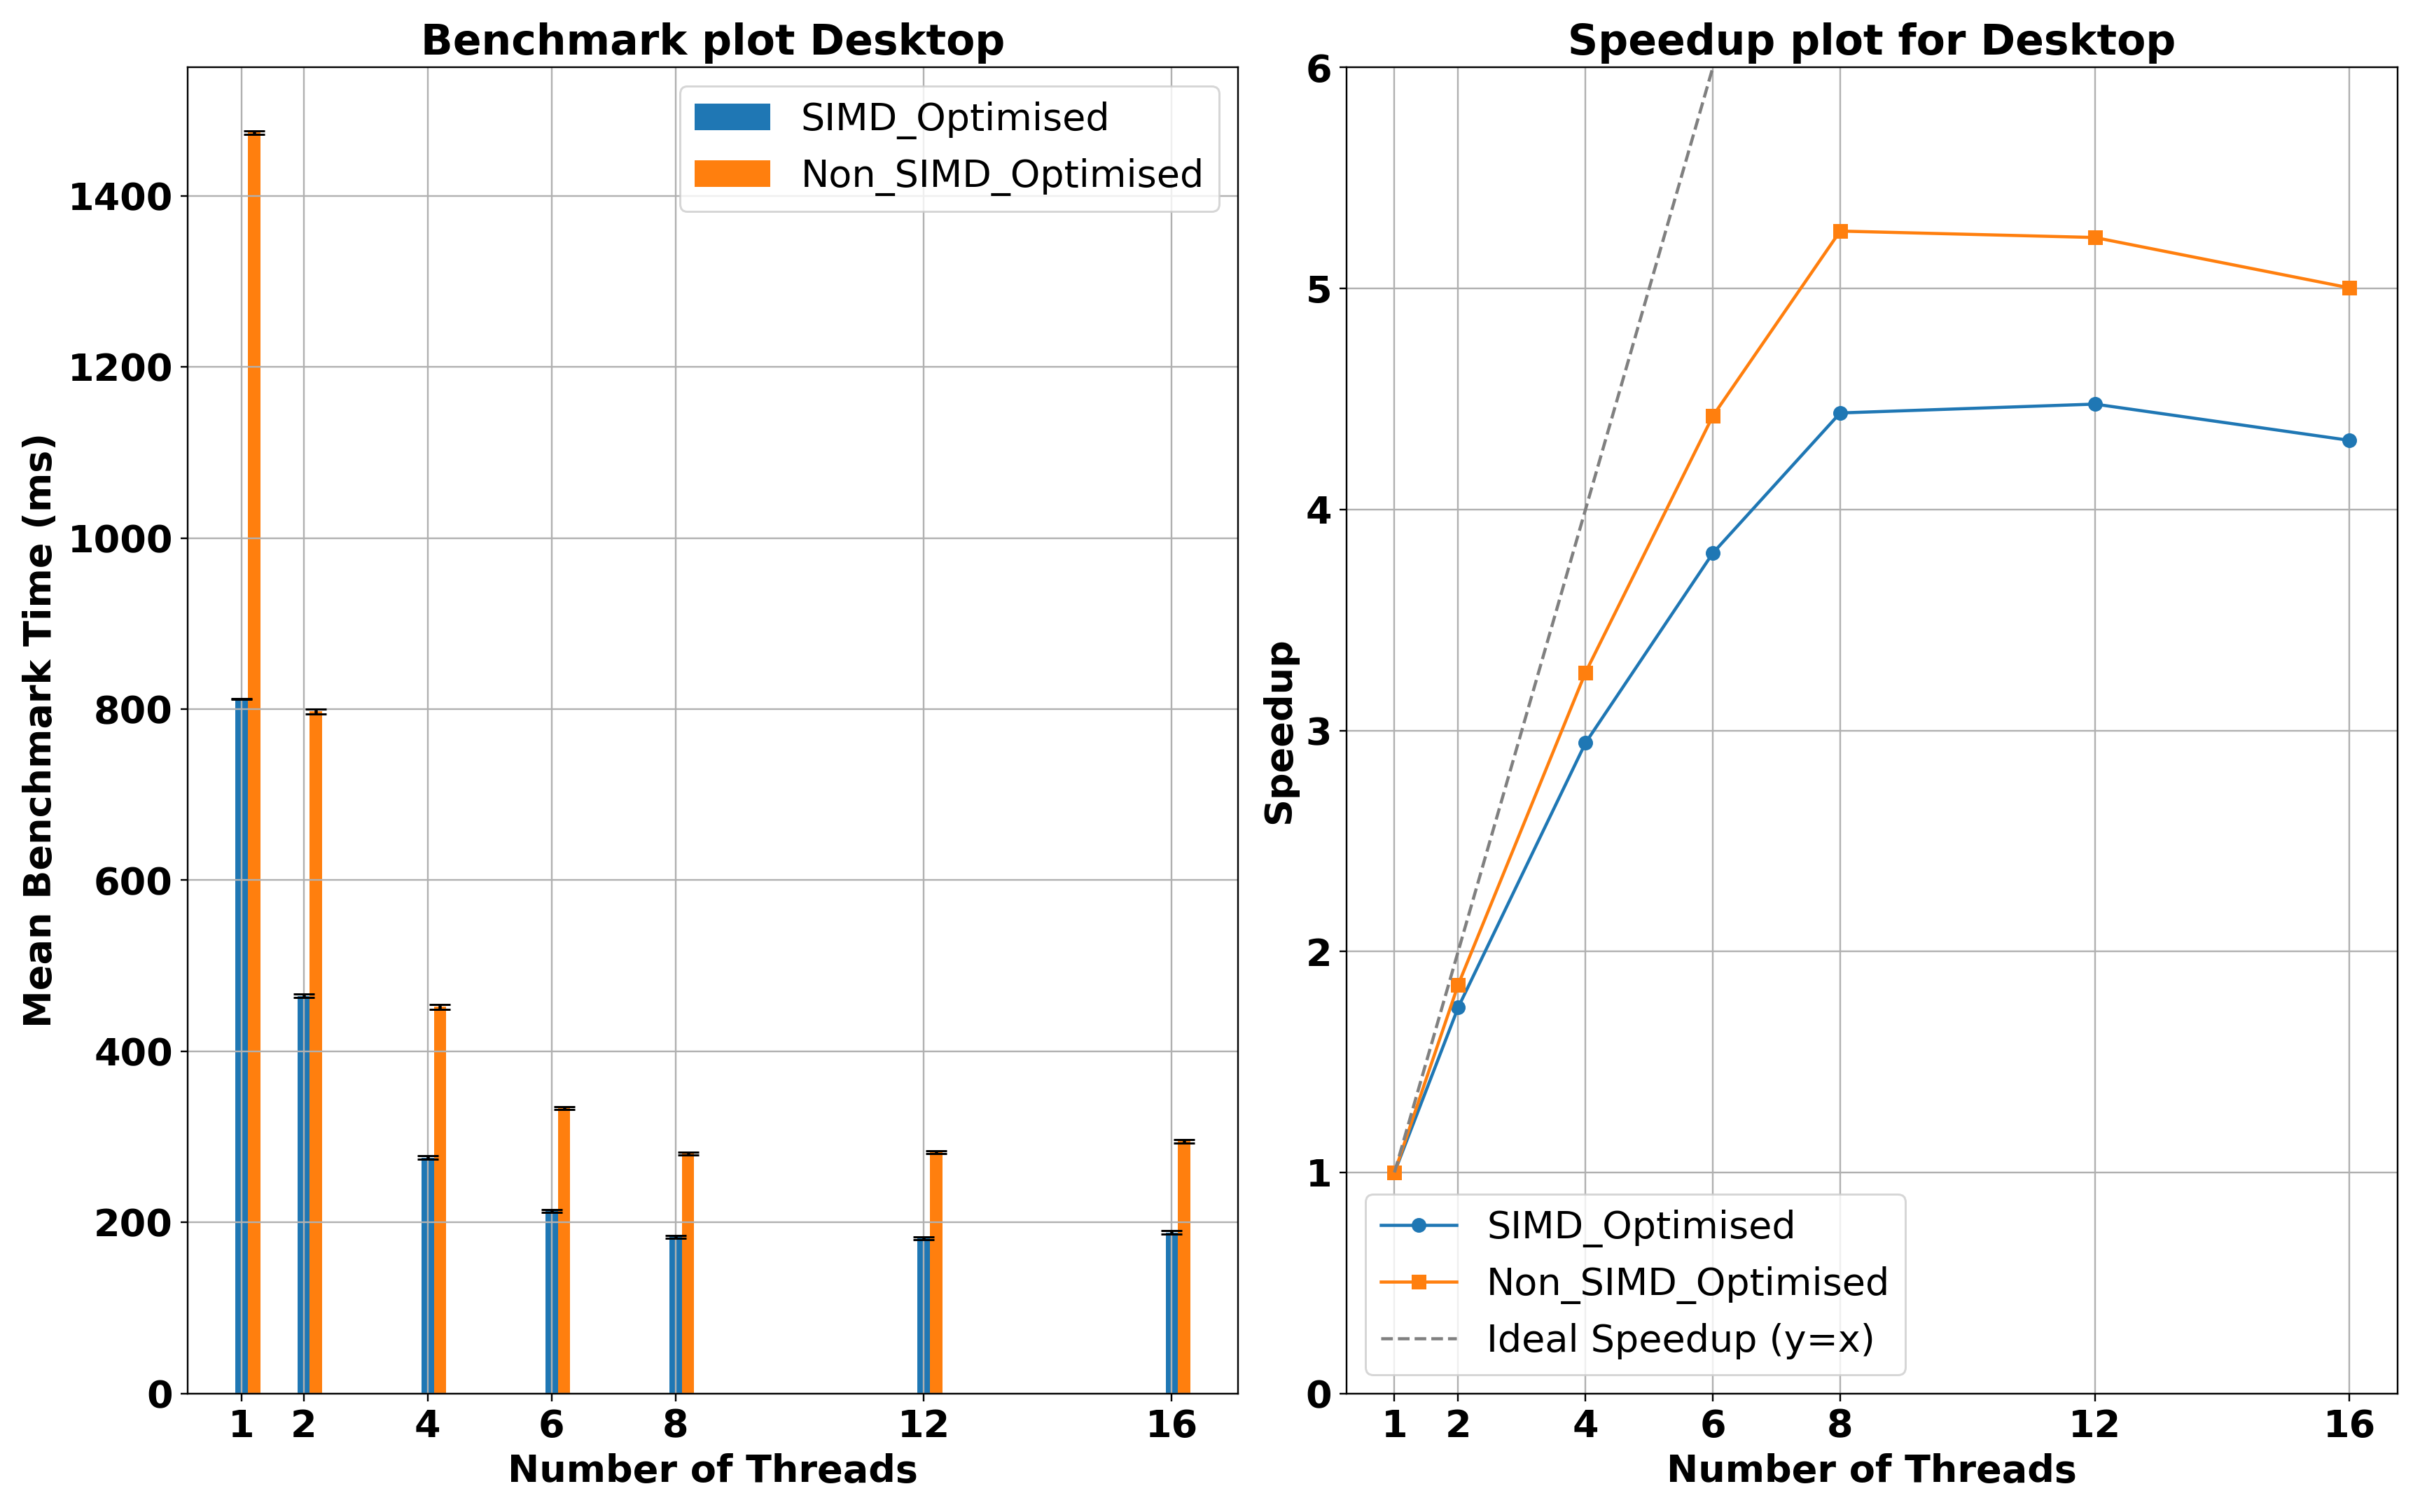 Benchmark plot Desktop
SIMD_Optimised
Non_SIMD_Optimised
Mean Benchmark Time (ms)
1400
1200
1000
800
600
400
200
0
1 2 4 6 8 12 16
Number of Threads
Speedup plot for Desktop
Speedup
6
5
4
3
2
1
0
SIMD_Optimised
Non_SIMD_Optimised
Ideal Speedup (y=x)
1 2 4 6 8 12 16
Number of Threads